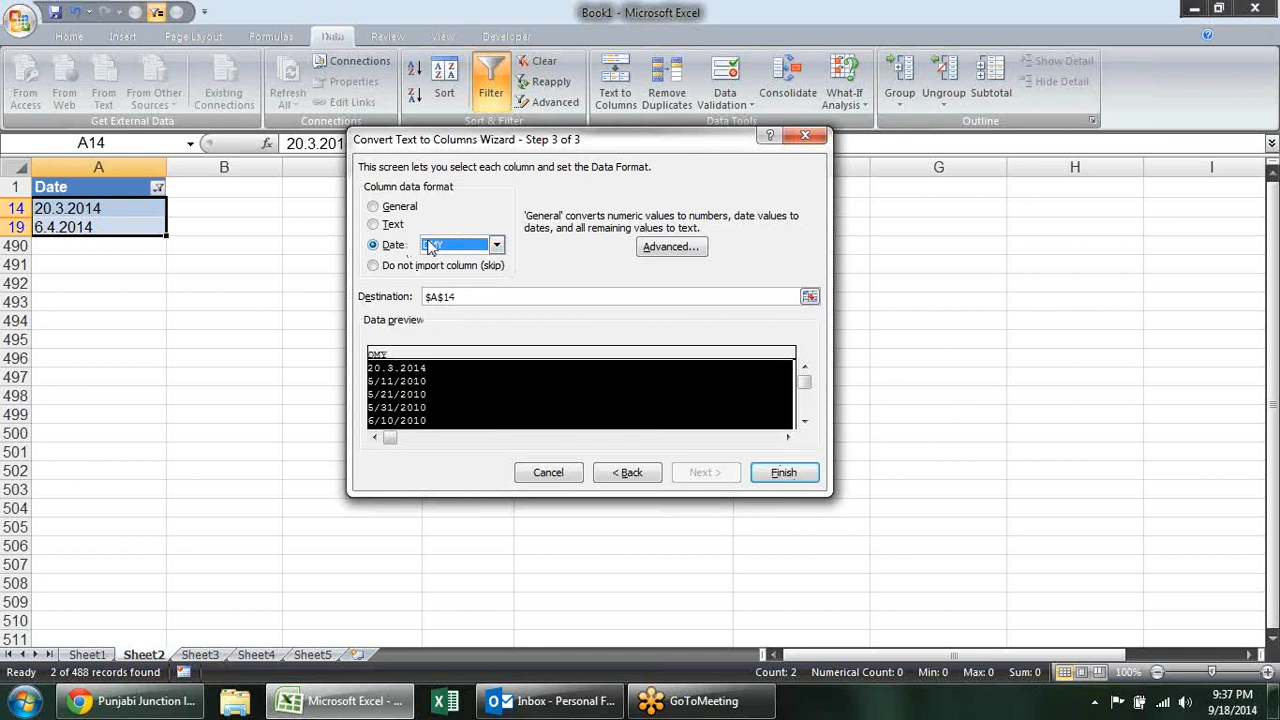 Book1 - Microsoft Excel
Home Insert Page Layout Formulas Data Review View Developer
From Access
From Web
From Text
From Other Sources
Existing Connections
Get External Data
Refresh All
Connections
Properties
Edit Links
Connections
Sort
Filter
Clear
Reapply
Advanced
Sort & Filter
Text to Columns
Remove Duplicates
Data Validation
Consolidate
What-If Analysis
Data Tools
Group
Ungroup
Subtotal
Show Detail
Hide Detail
Outline
A14 fx 20.3.201
A B G H I
1 Date
14 20.3.2014
19 6.4.2014
490
491
492
493
494
495
496
497
498
499
500
501
502
503
504
505
506
507
508
509
510
511
Convert Text to Columns Wizard - Step 3 of 3
This screen lets you select each column and set the Data Format.
Column data format
General
Text
Date:
Do not import column (skip)
'General' converts numeric values to numbers, date values to
dates, and all remaining values to text.
Advanced...
Destination: $A$14
Data preview
DMY
20.3.2014
5/11/2010
5/21/2010
5/31/2010
6/10/2010
Cancel < Back Next > Finish
Sheet1 Sheet2 Sheet3 Sheet4 Sheet5
Ready 2 of 488 records found Count: 2 Numerical Count: 0 Min: 0 Max: 0 Sum: 0 100%
Punjabi Junction I... Microsoft Excel - ... Inbox - Personal F... GoToMeeting
9:37 PM
9/18/2014